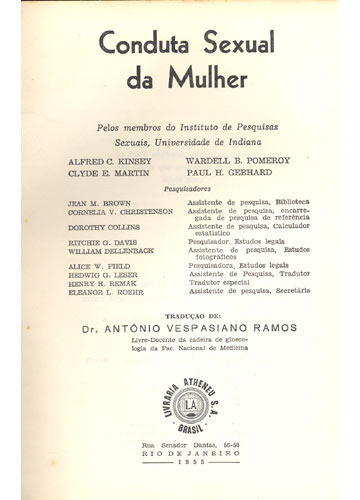 Conduta Sexual
da Mulher
Pelos membros do Instituto de Pesquisas
Sexuais, Universidade de Indiana
ALFRED C. KINSEY WARDELL B. POMEROY
CLYDE E. MARTIN PAUL H. GEBHARD
Pesquisadores
JEAN M. BROWN Assistente de pesquisa, Biblioteca
CORNELIA V. CHRISTENSON Assistente de pesquisa, encarre-
gada de pesquisa de referência
DOROTHY COLLINS Assistente de pesquisa, Calculador
estatístico
RITCHIE G. DAVIS Pesquisador. Estudos legais
WILLIAM DELLENBACK Assistente de pesquisa, Estudos
fotográficos
ALICE W. FIELD Pesquisadora, Estudos legais
HEDWIG G. LESER Assistente de Pesquisa, Tradutor
HENRY H. REMAK Tradutor especial
ELEANOR L. ROEHR Assistente de pesquisa, Secretária
TRADUÇÃO DE:
Dr. ANTÔNIO VESPASIANO RAMOS
Livre-Docente da cadeira de gineco-
logia da Fac. Nacional de Medicina
LIVRARIA ATHENEU S.A.
LA
BRASIL
Rua Senador Dantas, 56-58
RIO DE JANEIRO
1955